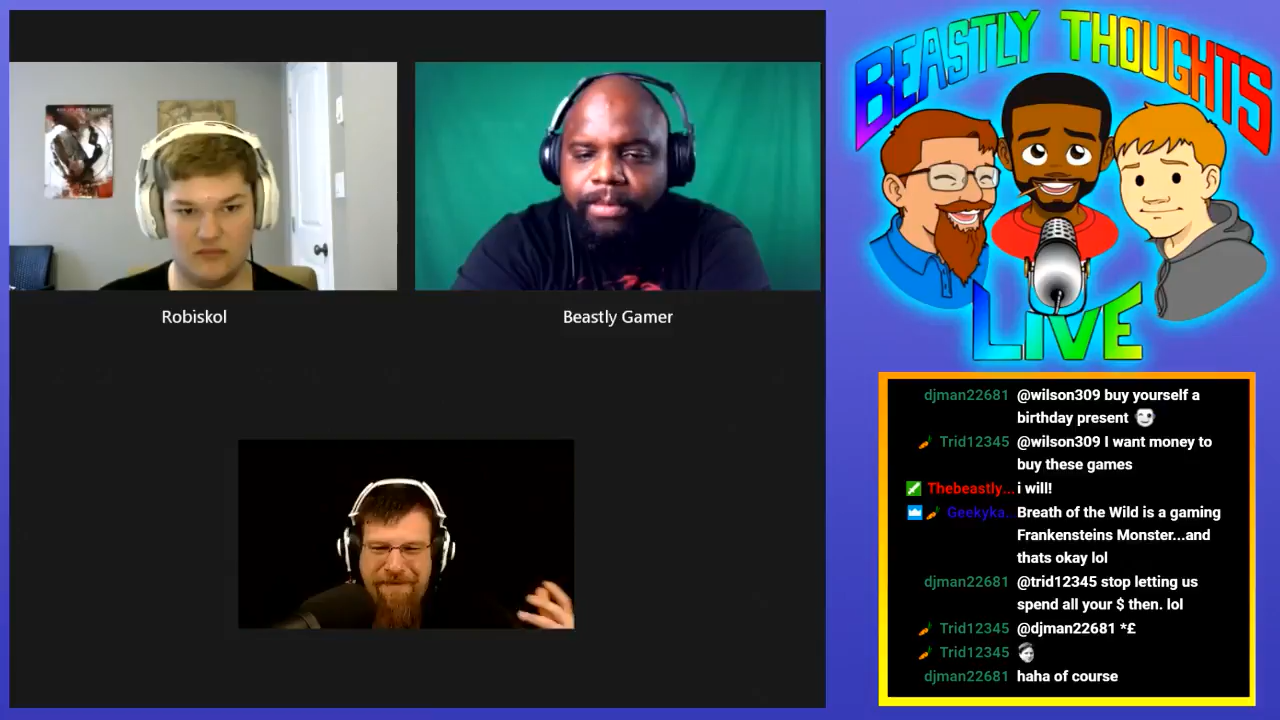 BEASTLY THOUGHTS
LIVE
Robiskol
Beastly Gamer
djman22681 @wilson309 buy yourself a
birthday present
Trid12345 @wilson309 I want money to
buy these games
Thebeastly... i will!
Geekyka... Breath of the Wild is a gaming
Frankensteins Monster...and
thats okay lol
djman22681 @trid12345 stop letting us
spend all your $ then. lol
Trid12345 @djman22681 *£
Trid12345
djman22681 haha of course